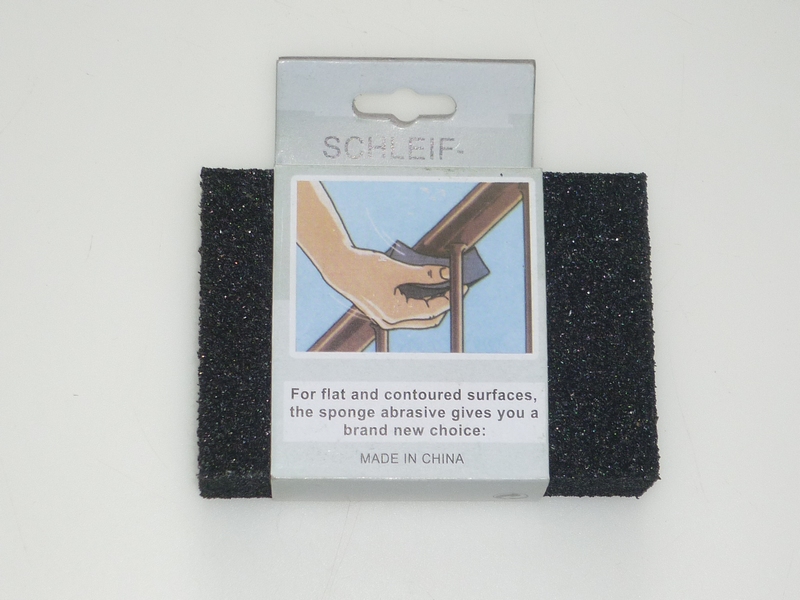 SCHLEIF-
For flat and contoured surfaces,
the sponge abrasive gives you a
brand new choice:
MADE IN CHINA